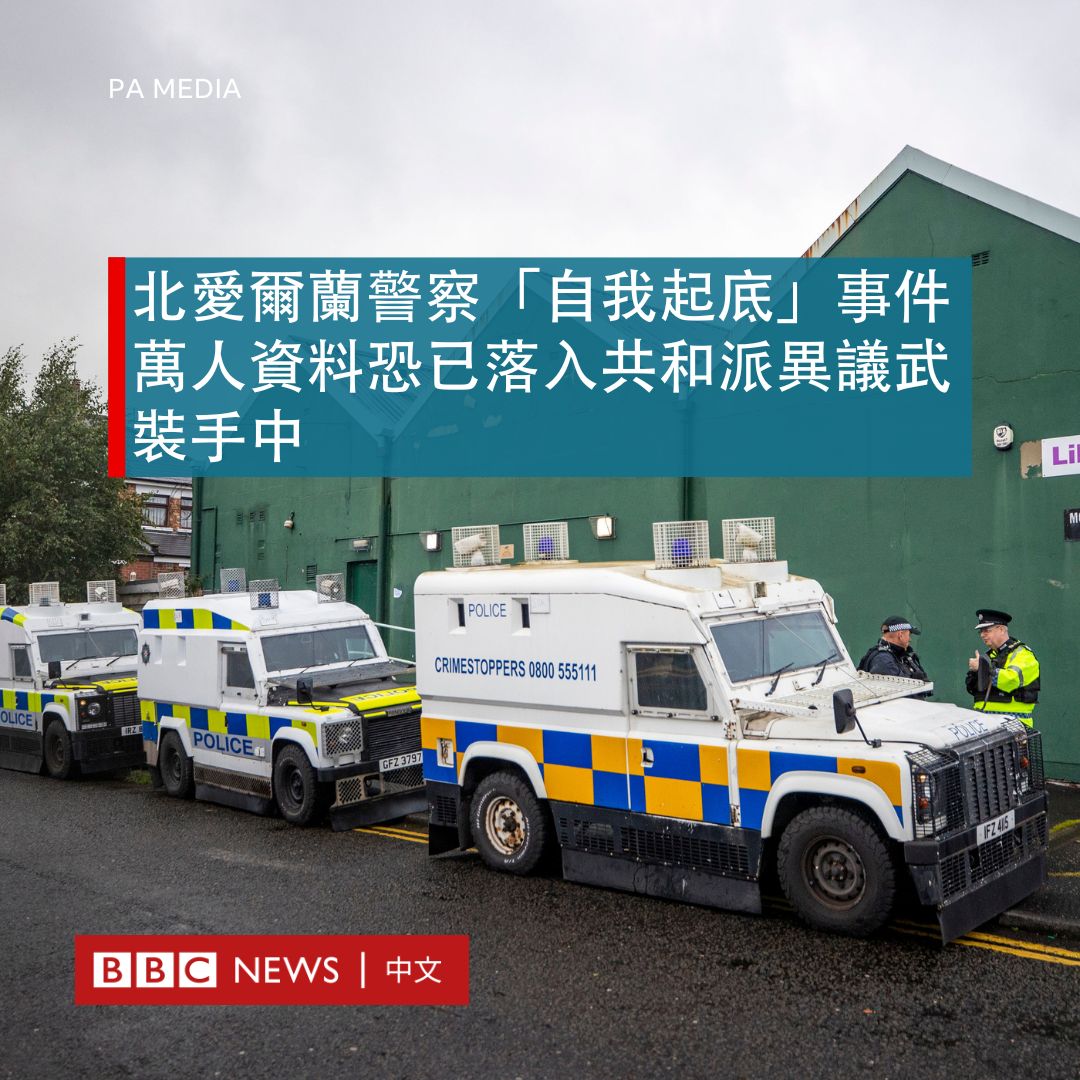 PA MEDIA
北愛爾蘭警察「自我起底」事件
萬人資料恐已落入共和派異議武
裝手中
POLICE
CRIMESTOPPERS 0800 555111
POLICE
POLICE
POLICE
POLICE
GFZ 3797
IFZ 4115
BBC NEWS | 中文